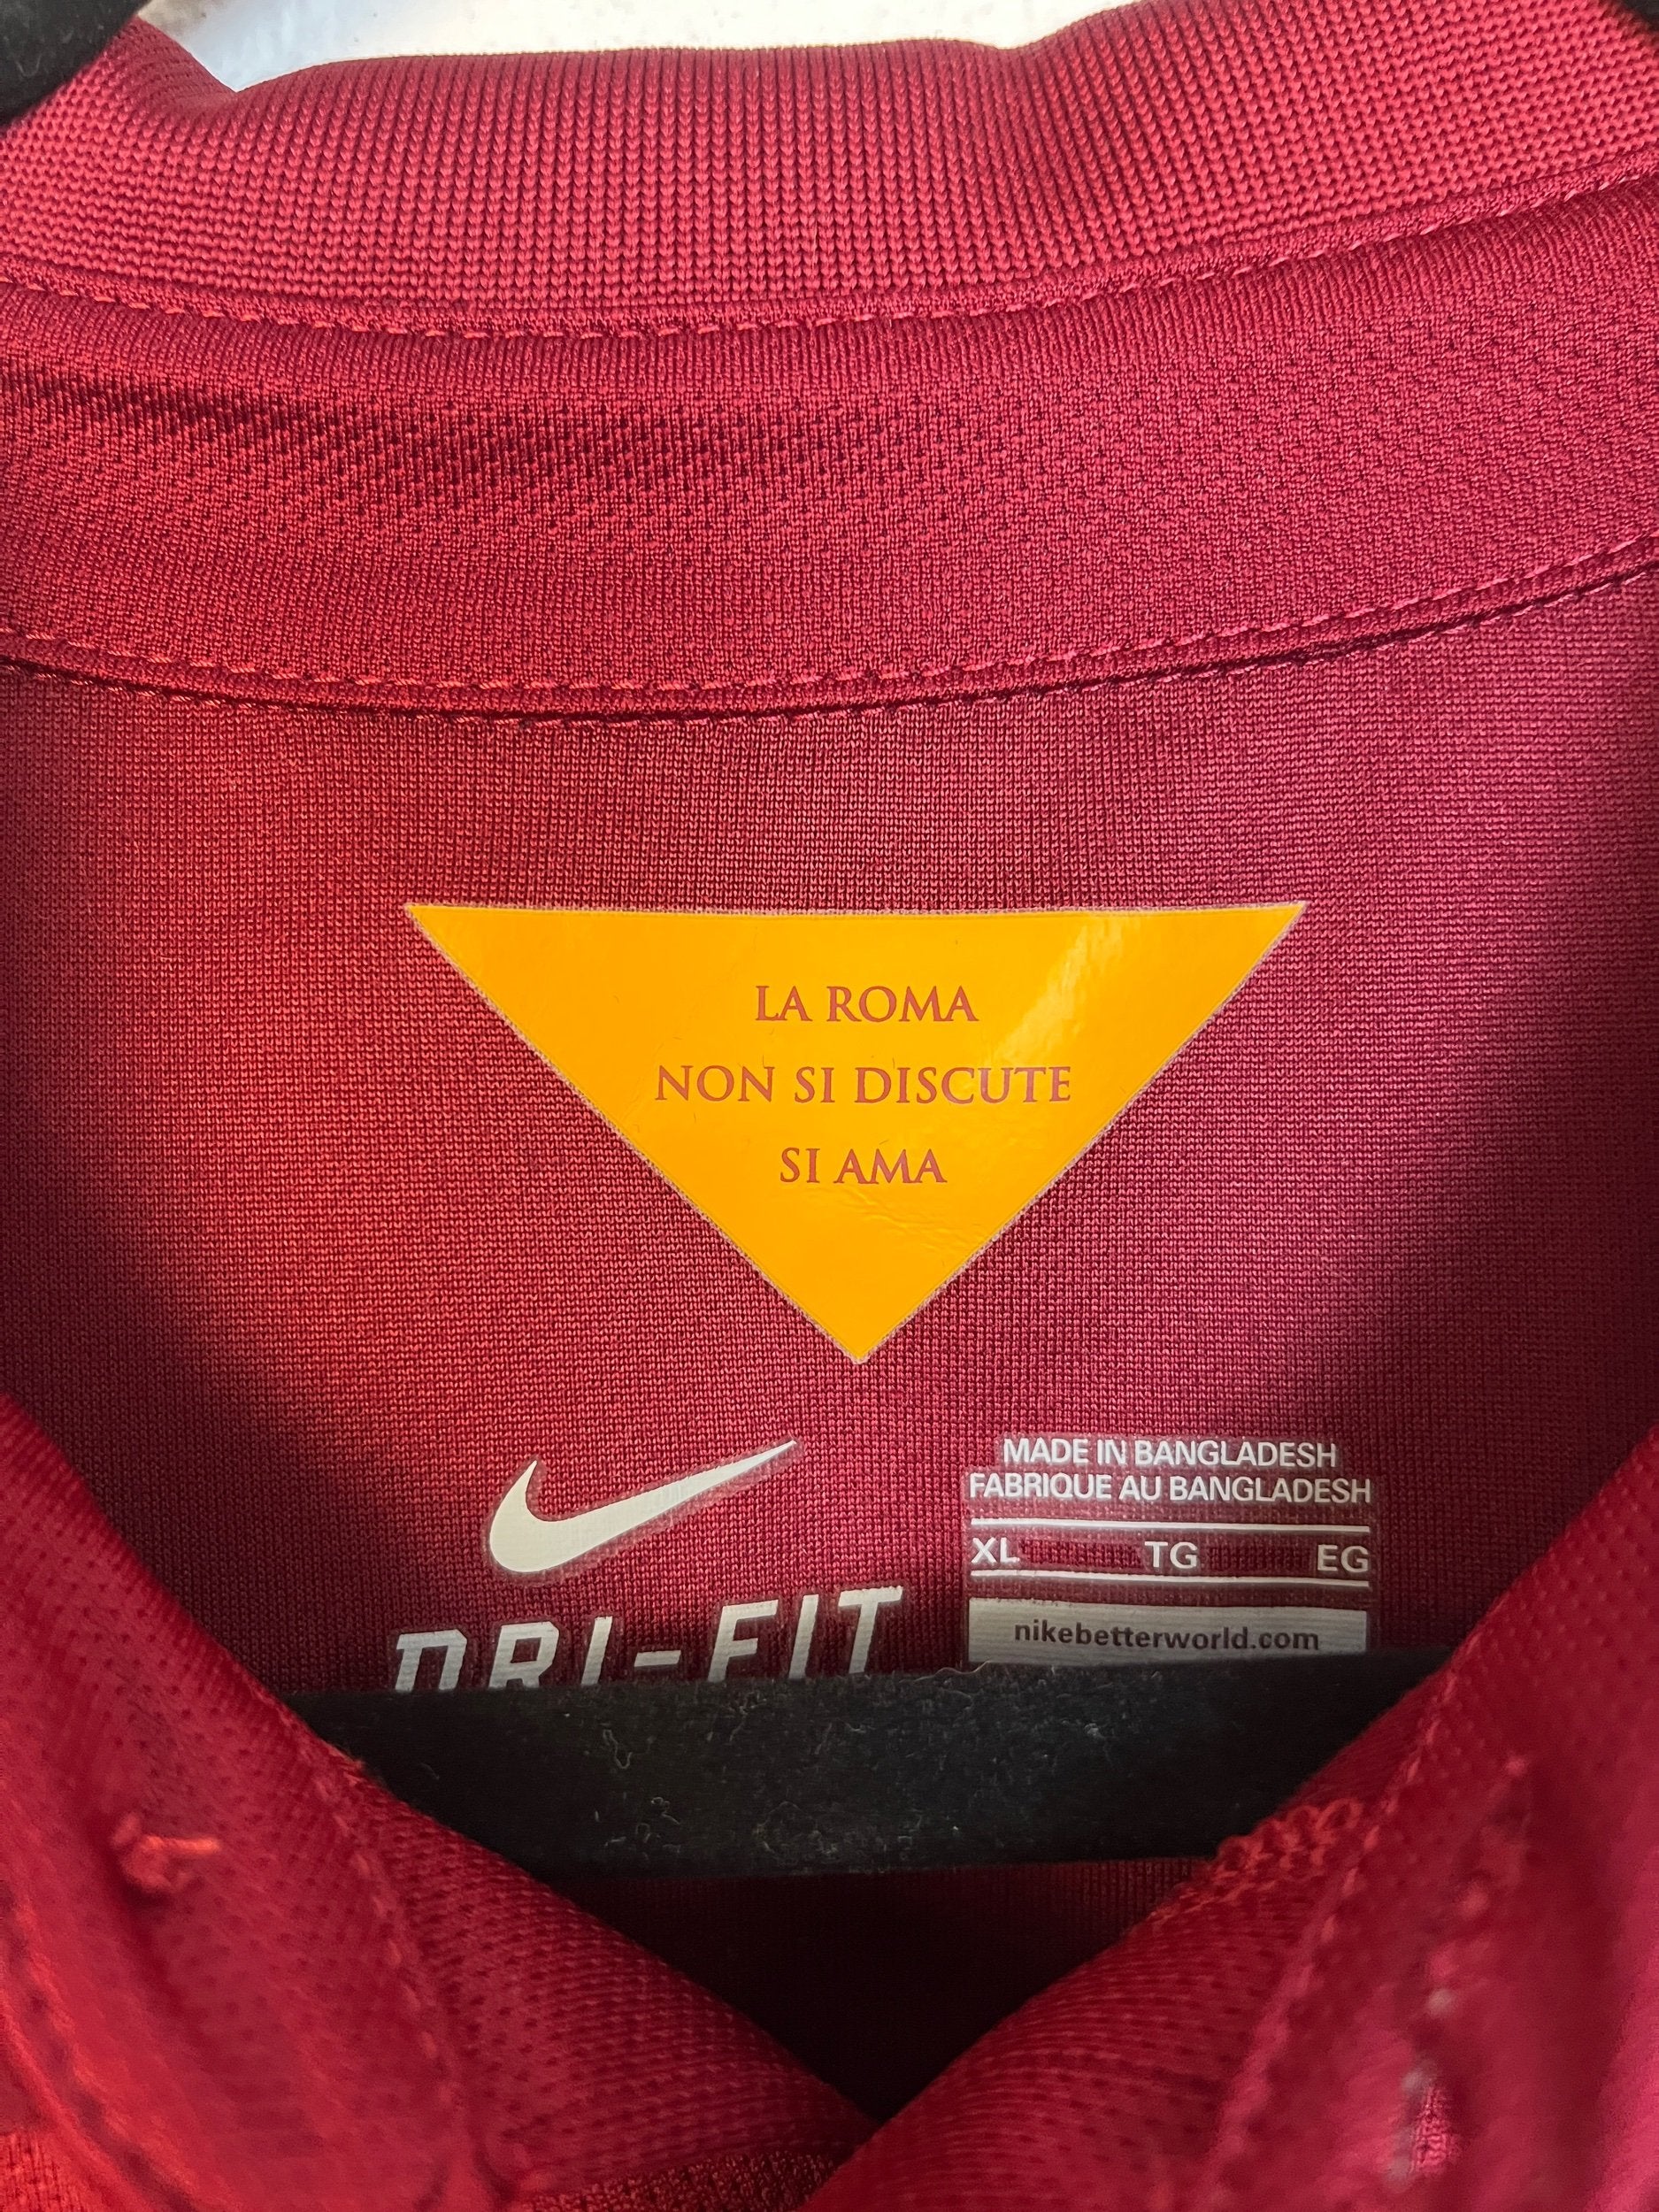 LA ROMA
NON SI DISCUTE
SI AMA
MADE IN BANGLADESH
FABRIQUE AU BANGLADESH
XL TG EG
nikebetterworld.com
DRI-FIT